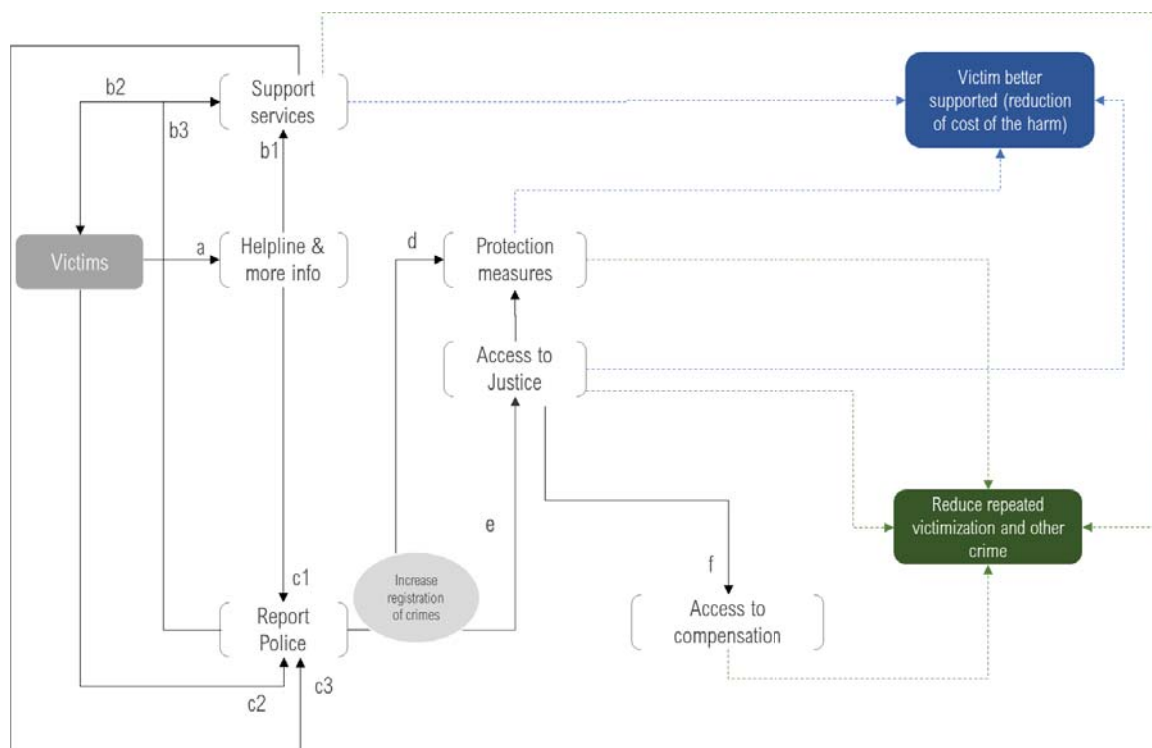 b2
Support
services
b3
b1
Victim better
supported (reduction
of cost of the harm)
Victims
a
Helpline &
more info
d
Protection
measures
Access to
Justice
e
Reduce repeated
victimization and other
crime
c1
Increase
registration
of crimes
f
Report
Police
Access to
compensation
c2
c3